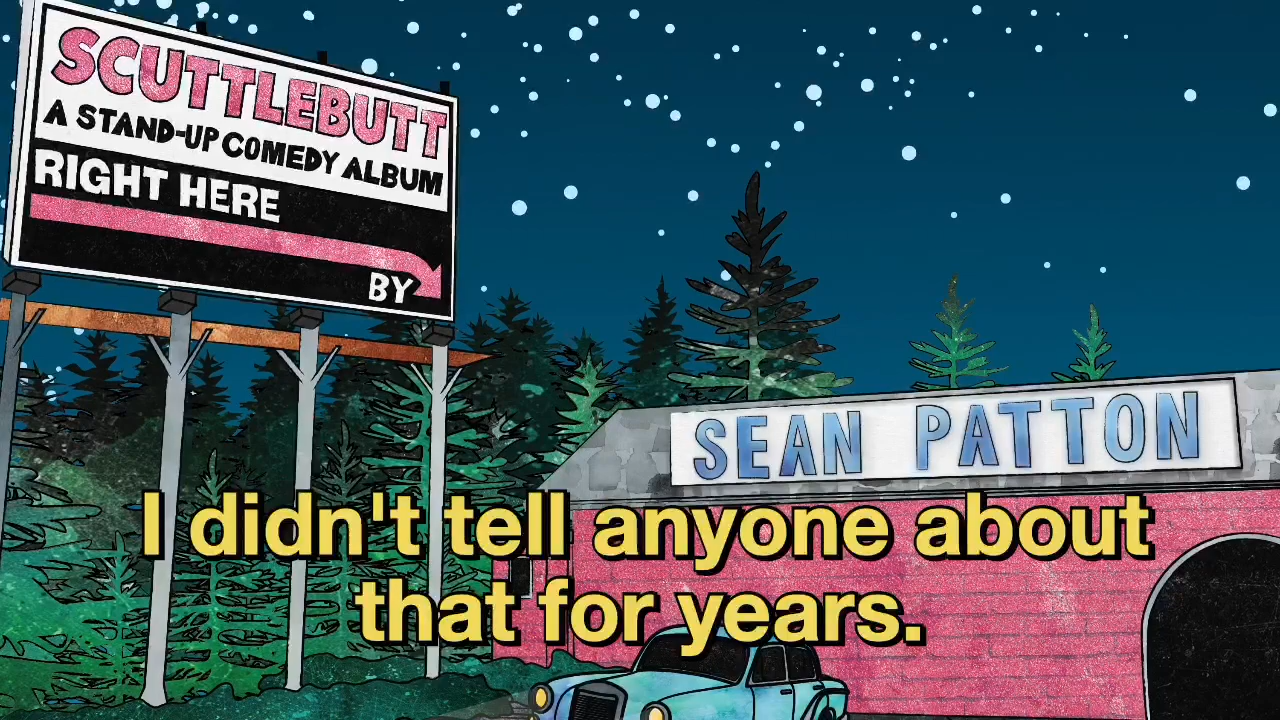 SCUTTLEBUTT
A STAND-UP COMEDY ALBUM
RIGHT HERE
BY
SEAN PATTON
I didn't tell anyone about
that for years.